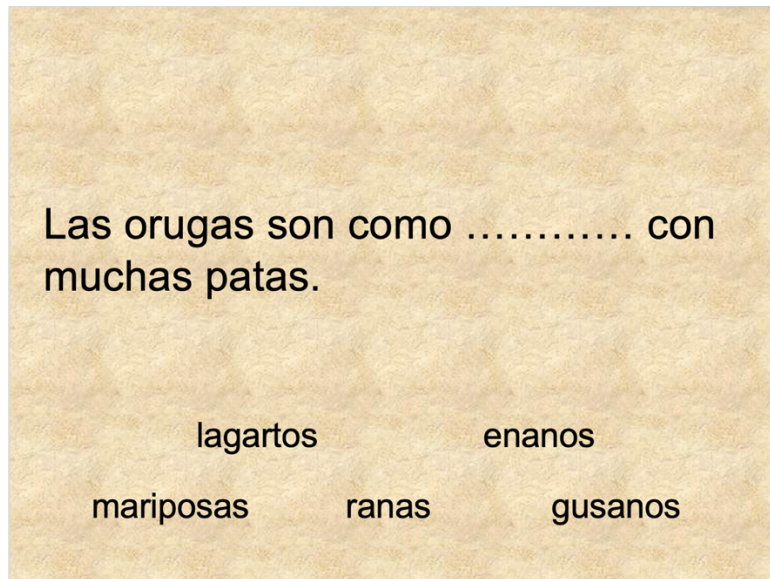 Las orugas son como ………… con
muchas patas.
lagartos enanos
mariposas ranas gusanos